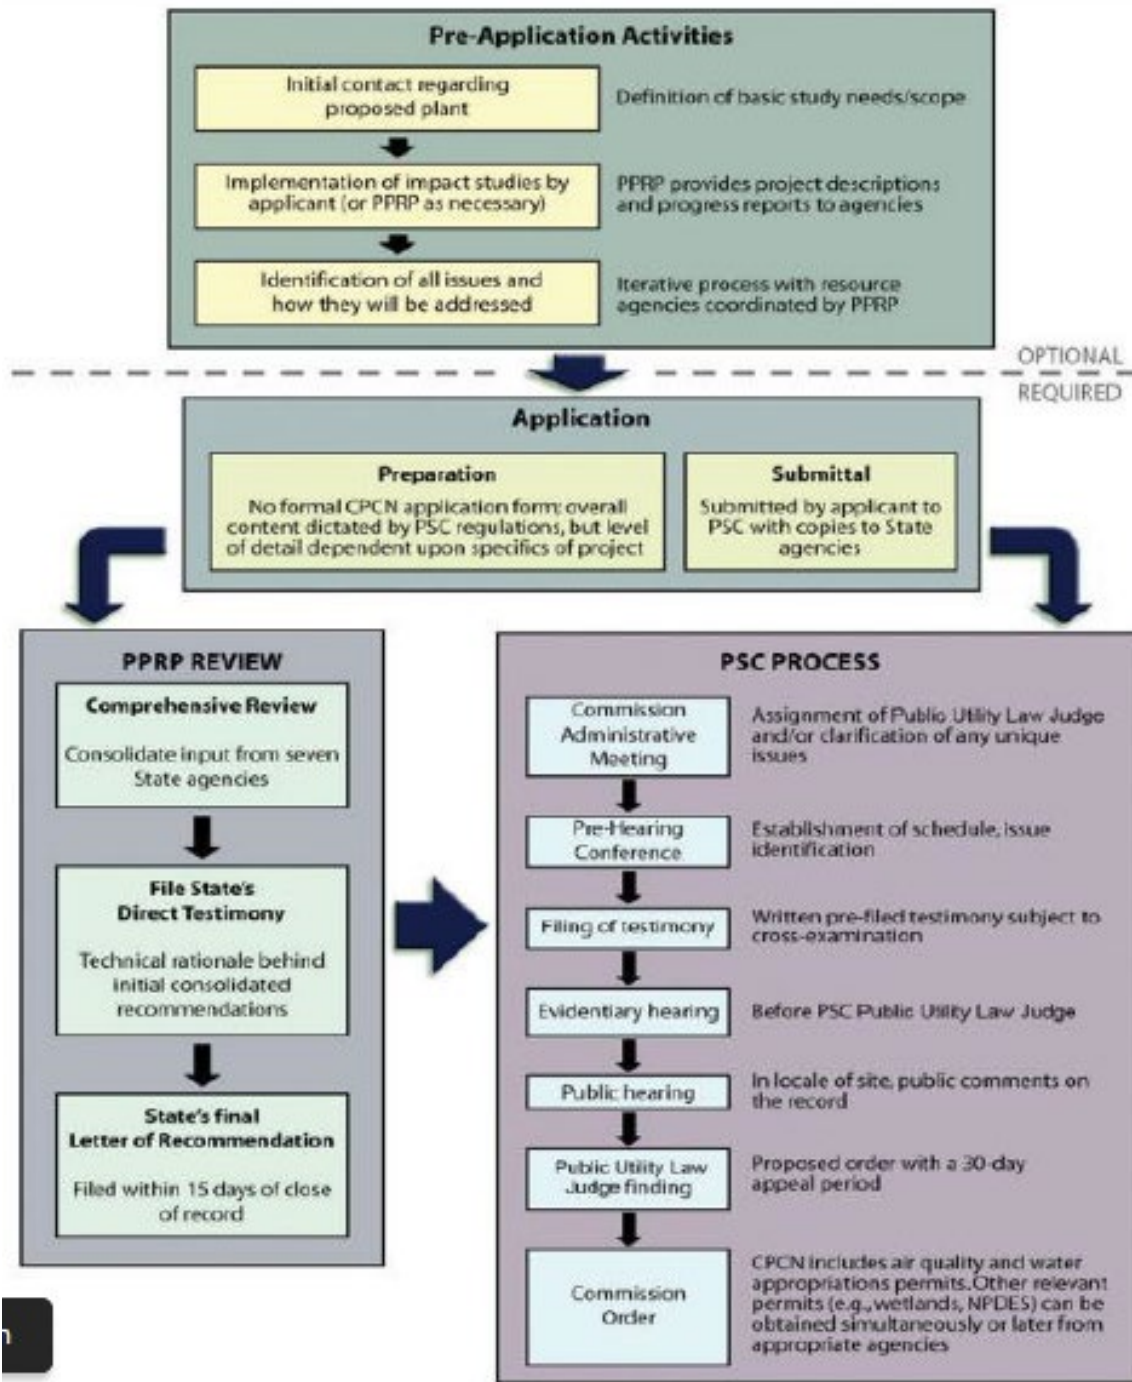 Pre-Application Activities
Initial contact regarding
proposed plant
Definition of basic study needs/scope
Implementation of impact studies by
applicant (or PPRP as necessary)
PPRP provides project descriptions
and progress reports to agencies
Identification of all issues and
how they will be addressed
Iterative process with resource
agencies coordinated by PPRP
OPTIONAL
REQUIRED
Application
Preparation
No formal CPCN application form; overall
content dictated by PSC regulations, but level
of detail dependent upon specifics of project
Submittal
Submitted by applicant to
PSC with copies to State
agencies
PPRP REVIEW
Comprehensive Review
Consolidate input from seven
State agencies
File State's
Direct Testimony
Technical rationale behind
initial consolidated
recommendations
State's final
Letter of Recommendation
Filed within 15 days of close
of record
PSC PROCESS
Commission
Administrative
Meeting
Assignment of Public Utility Law Judge
and/or clarification of any unique
issues
Pre-Hearing
Conference
Establishment of schedule, issue
identification
Filing of testimony
Written pre-filed testimony subject to
cross-examination
Evidentiary hearing
Before PSC Public Utility Law Judge
Public hearing
In locale of site, public comments on
the record
Public Utility Law
Judge finding
Proposed order with a 30-day
appeal period
Commission
Order
CPCN includes air quality and water
appropriations permits. Other relevant
permits (e.g., wetlands, NPDES) can be
obtained simultaneously or later from
appropriate agencies